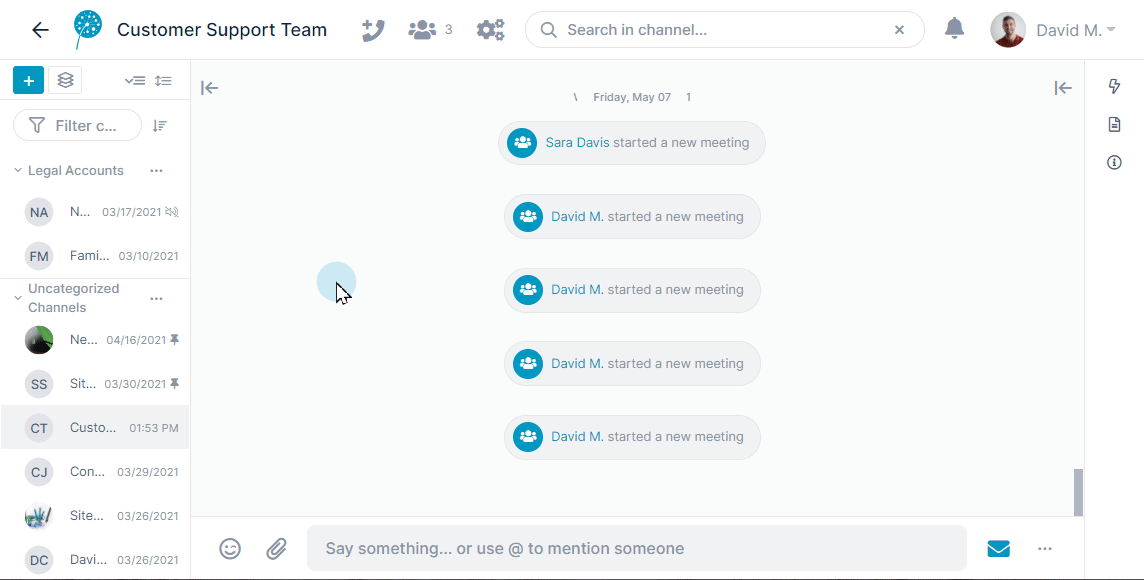 Customer Support Team
3
Search in channel...
David M.
Filter c...
Legal Accounts
NA N... 03/17/2021
FM Fami... 03/10/2021
Uncategorized
Channels
Ne... 04/16/2021
SS Sit... 03/30/2021
CT Custo... 01:53 PM
CJ Con... 03/29/2021
Site... 03/26/2021
DC Davi... 03/26/2021
\ Friday, May 07 1
Sara Davis started a new meeting
David M. started a new meeting
David M. started a new meeting
David M. started a new meeting
David M. started a new meeting
Say something... or use @ to mention someone